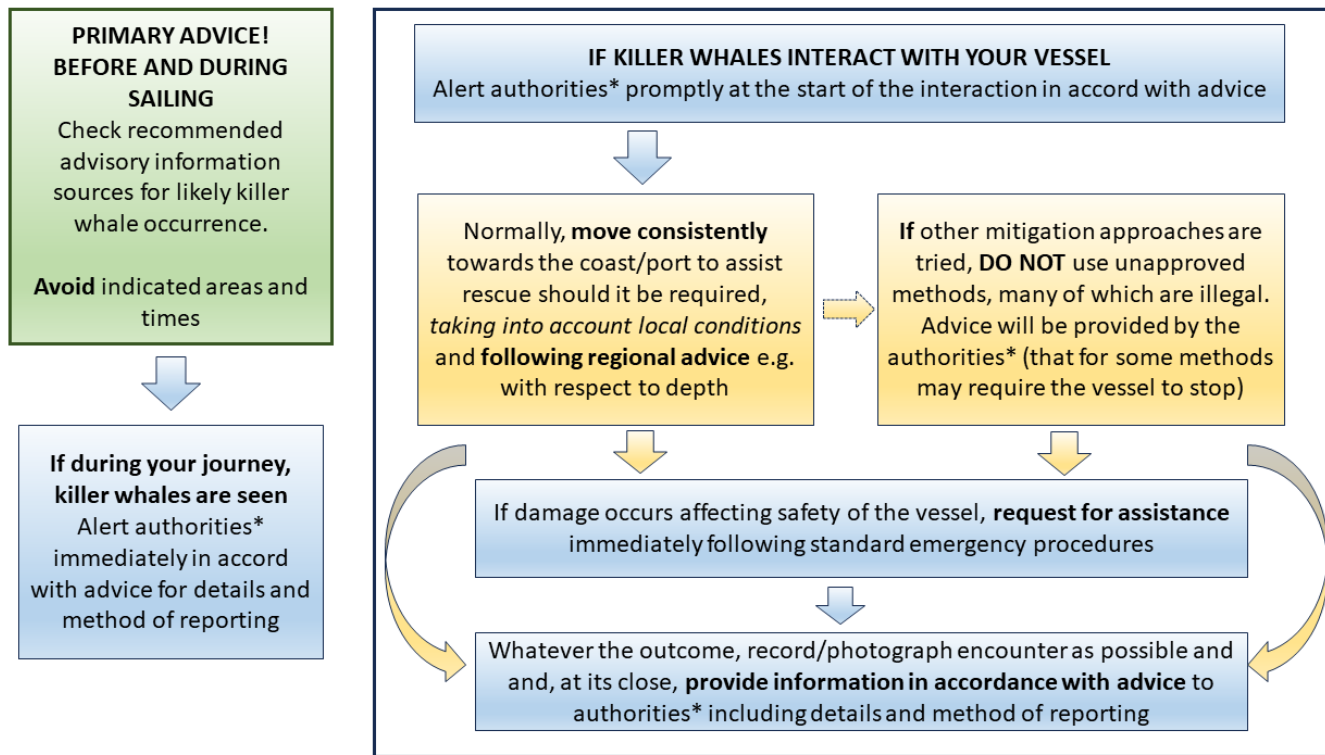 PRIMARY ADVICE!
BEFORE AND DURING
SAILING
Check recommended
advisory information
sources for likely killer
whale occurrence.
Avoid indicated areas and
times
If during your journey,
killer whales are seen
Alert authorities*
immediately in accord
with advice for details and
method of reporting
IF KILLER WHALES INTERACT WITH YOUR VESSEL
Alert authorities* promptly at the start of the interaction in accord with advice
Normally, move consistently
towards the coast/port to assist
rescue should it be required,
taking into account local conditions
and following regional advice e.g.
with respect to depth
If other mitigation approaches are
tried, DO NOT use unapproved
methods, many of which are illegal.
Advice will be provided by the
authorities* (that for some methods
may require the vessel to stop)
If damage occurs affecting safety of the vessel, request for assistance
immediately following standard emergency procedures
Whatever the outcome, record/photograph encounter as possible and
and, at its close, provide information in accordance with advice to
authorities* including details and method of reporting